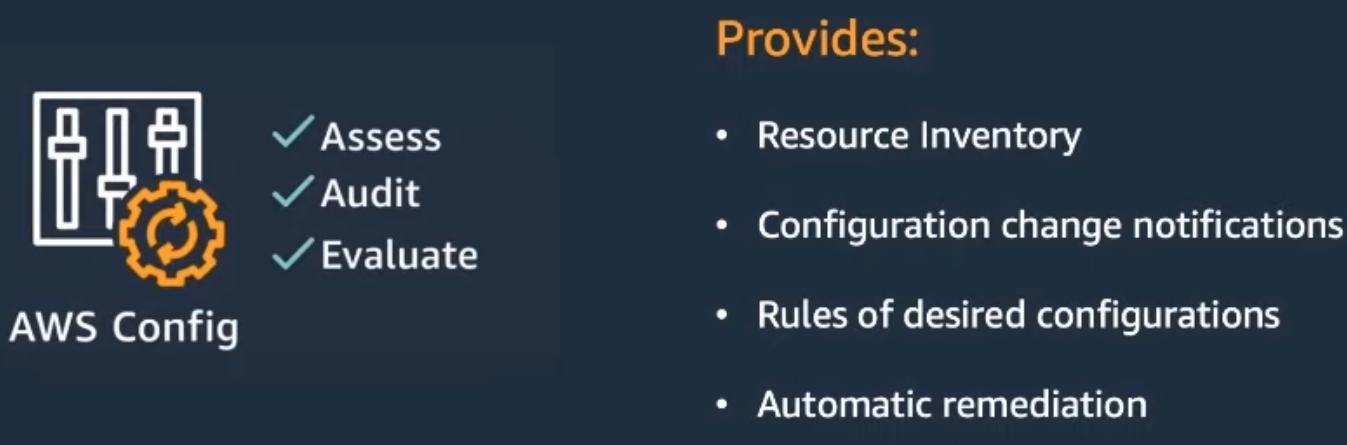 AWS Config
Assess
Audit
Evaluate
Provides:
• Resource Inventory
• Configuration change notifications
• Rules of desired configurations
• Automatic remediation